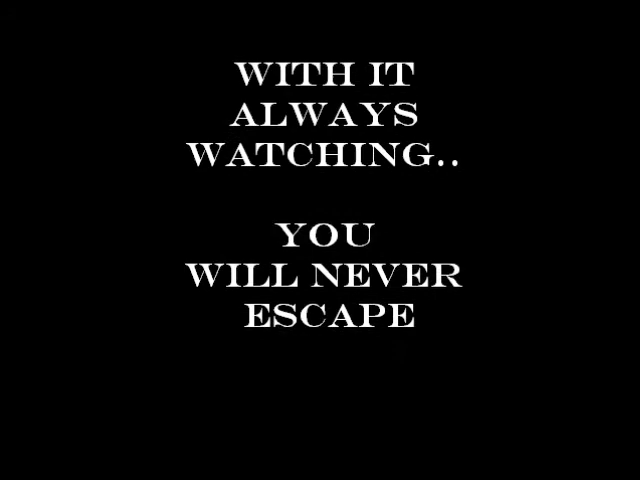 WITH IT
ALWAYS
WATCHING..
YOU
WILL NEVER
ESCAPE